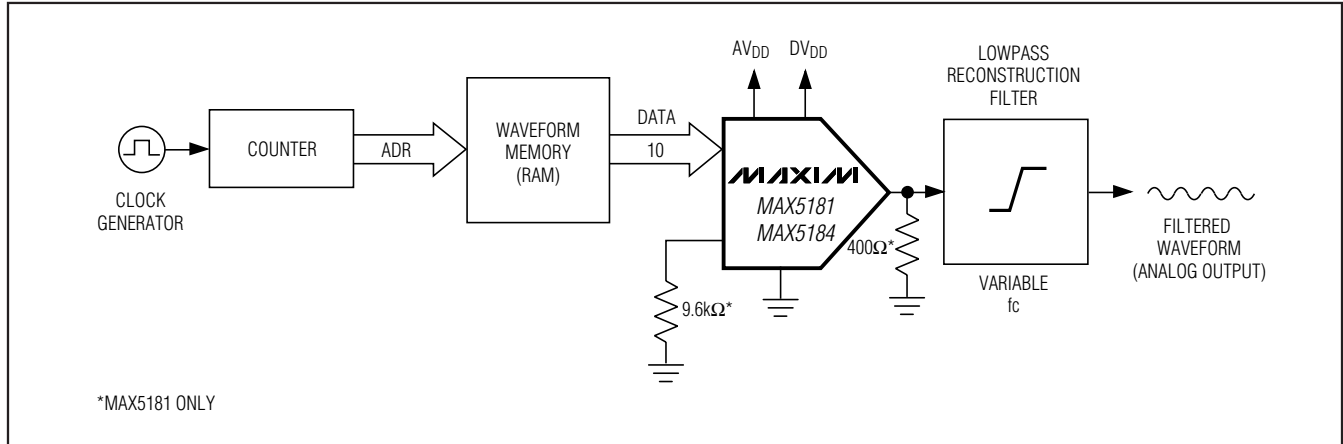 CLOCK
GENERATOR
COUNTER
ADR
WAVEFORM
MEMORY
(RAM)
DATA
10
AVDD
DVDD
MAXIM
MAX5181
MAX5184
9.6kΩ*
400Ω*
LOWPASS
RECONSTRUCTION
FILTER
VARIABLE
fc
FILTERED
WAVEFORM
(ANALOG OUTPUT)
*MAX5181 ONLY